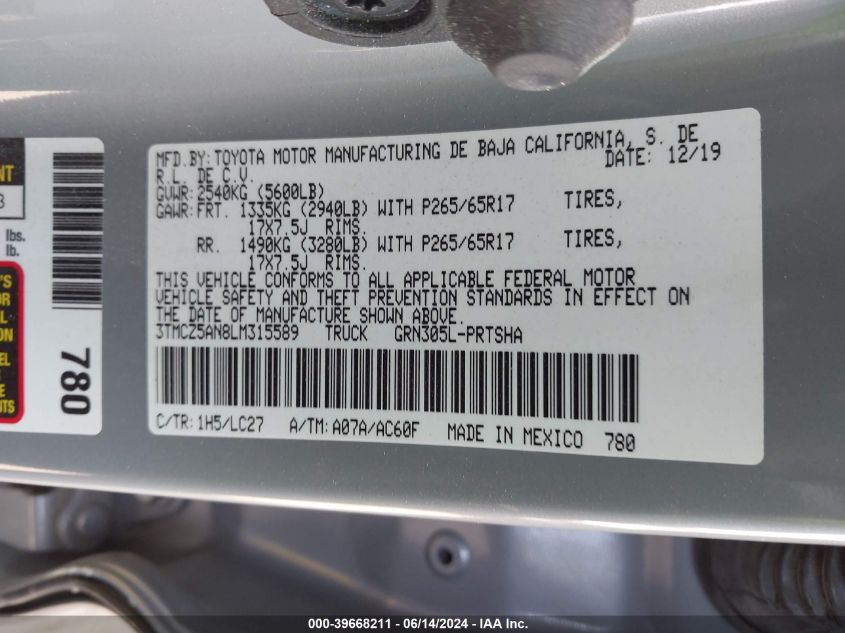 MFD.BY:TOYOTA MOTOR MANUFACTURING DE BAJA CALIFORNIA, S. DE
R.L. DE C.V. DATE: 12/19
GVWR: 2540KG (5600LB)
GAWR:FRT. 1335KG (2940LB) WITH P265/65R17 TIRES,
17X7.5J RIMS.
RR. 1490KG (3280LB) WITH P265/65R17 TIRES,
17X7.5J RIMS.
THIS VEHICLE CONFORMS TO ALL APPLICABLE FEDERAL MOTOR
VEHICLE SAFETY AND THEFT PREVENTION STANDARDS IN EFFECT ON
THE DATE OF MANUFACTURE SHOWN ABOVE.
3TMCZ5AN8LM315589 TRUCK GRN305L-PRTSHA
C/TR:1H5/LC27 A/TM:A07A/AC60F MADE IN MEXICO 780
lbs.
lb.
780
000-39668211 - 06/14/2024 - IAA Inc.